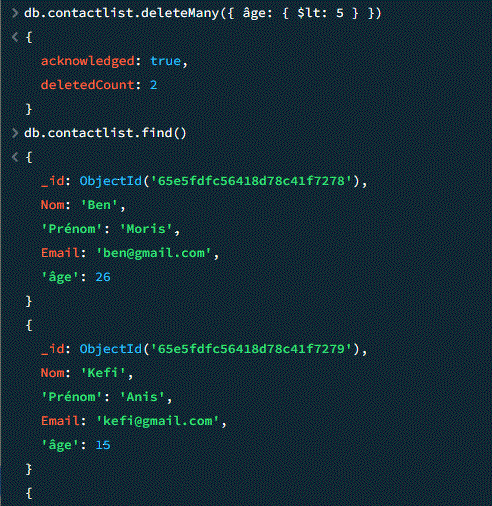 > db.contactlist.deleteMany({ âge: { $lt: 5 } })
< {
acknowledged: true,
deletedCount: 2
}
> db.contactlist.find()
< {
_id: ObjectId('65e5fdfc56418d78c41f7278'),
Nom: 'Ben',
'Prénom': 'Moris',
Email: 'ben@gmail.com',
'âge': 26
}
{
_id: ObjectId('65e5fdfc56418d78c41f7279'),
Nom: 'Kefi',
'Prénom': 'Anis',
Email: 'kefi@gmail.com',
'âge': 15
}
{